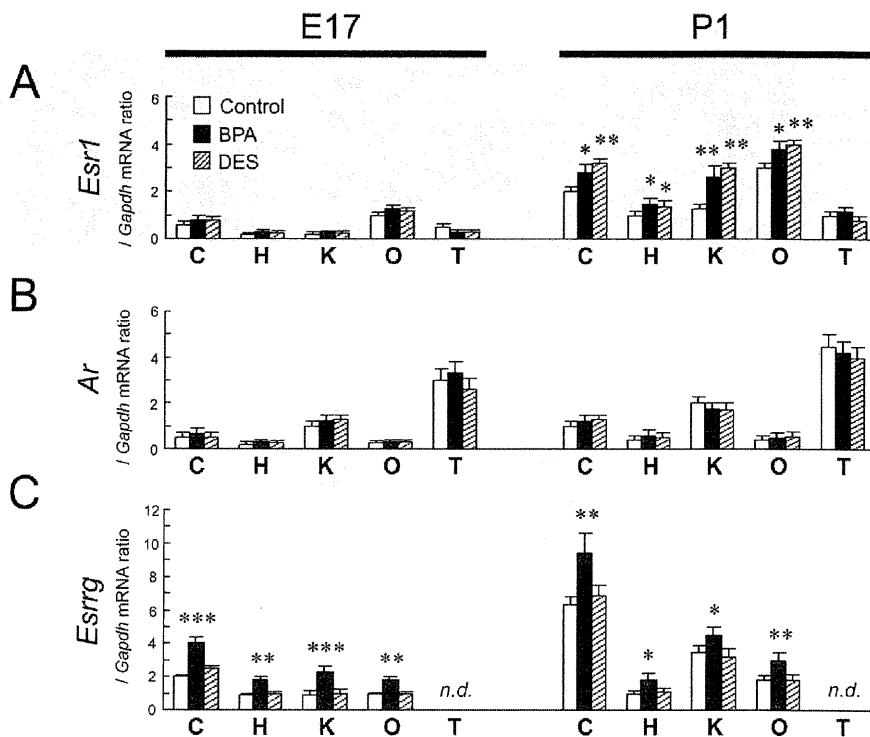 E17 P1
A
Esr1
/ Gapdh mRNA ratio
6
4
2
0
Control
BPA
DES
* ** * * ** ** * **
C H K O T C H K O T
B
Ar
/ Gapdh mRNA ratio
6
4
2
0
C H K O T C H K O T
C
Esrrg
/ Gapdh mRNA ratio
12
10
8
6
4
2
0
*** ** *** ** n.d. ** * * ** n.d.
C H K O T C H K O T